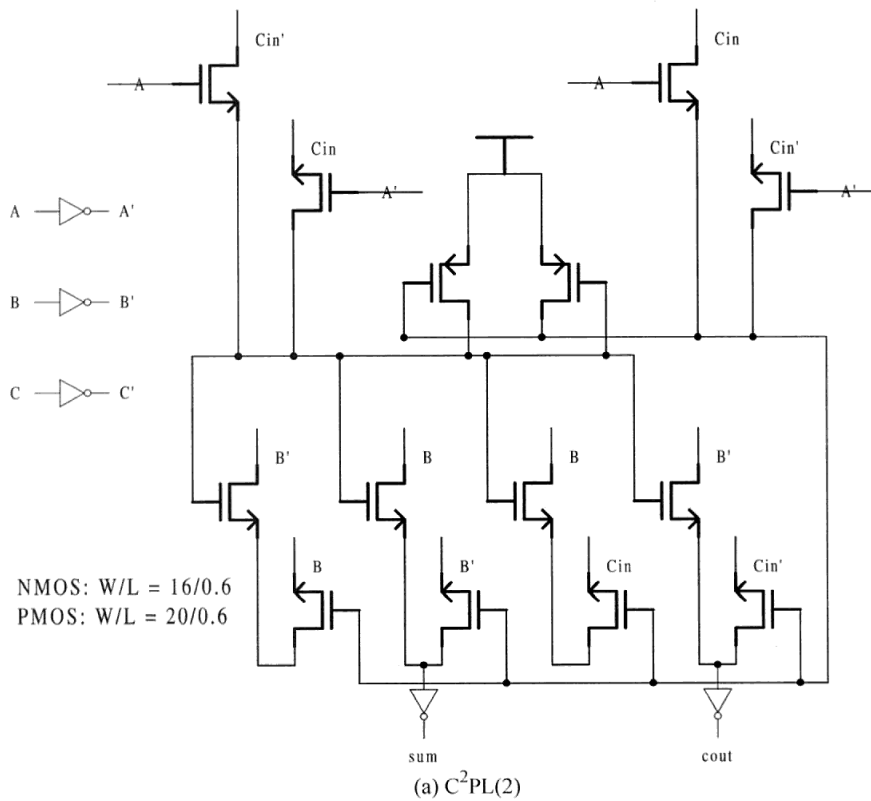 Cin'
Cin
A
A
Cin
Cin'
A'
A'
A
A'
B
B'
C
C'
B'
B
B
B'
B
B'
Cin
Cin'
NMOS: W/L = 16/0.6
PMOS: W/L = 20/0.6
sum
cout
(a) C²PL(2)